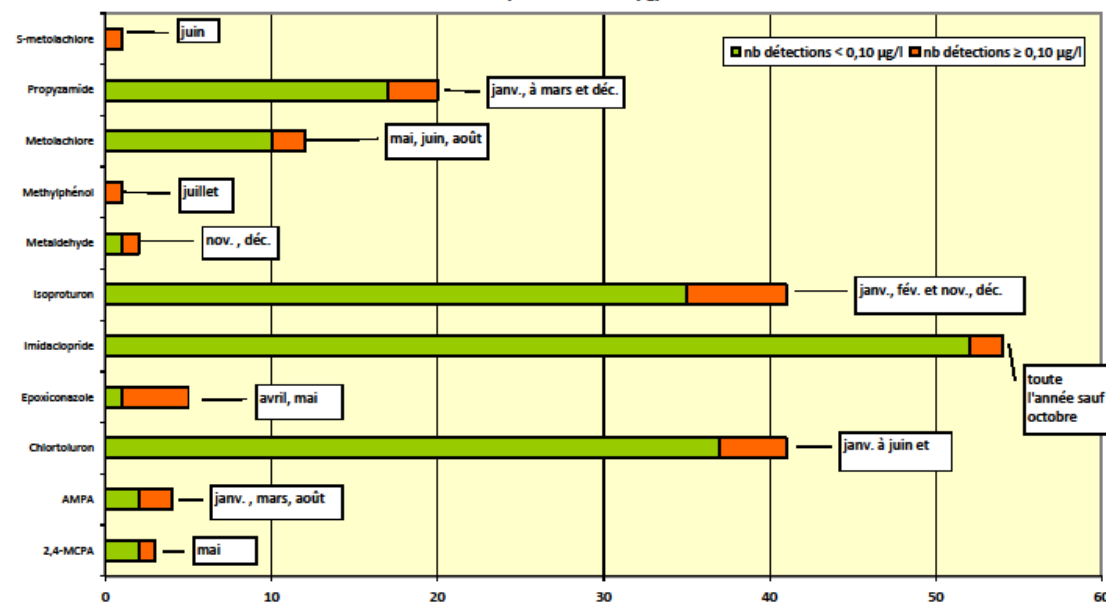 S-metolachlore
juin
nb détections < 0,10 µg/l nb détections ≥ 0,10 µg/l
Propyzamide
janv., à mars et déc.
Metolachlore
mai, juin, août
Methylphénol
juillet
Metaldehyde
nov. , déc.
Isoproturon
janv., fév. et nov., déc.
Imidaclopride
toute
l'année sauf
octobre
Epoxiconazole
avril, mai
Chlortoluron
janv. à juin et
AMPA
janv. , mars, août
2,4-MCPA
mai
0 10 20 30 40 50 60